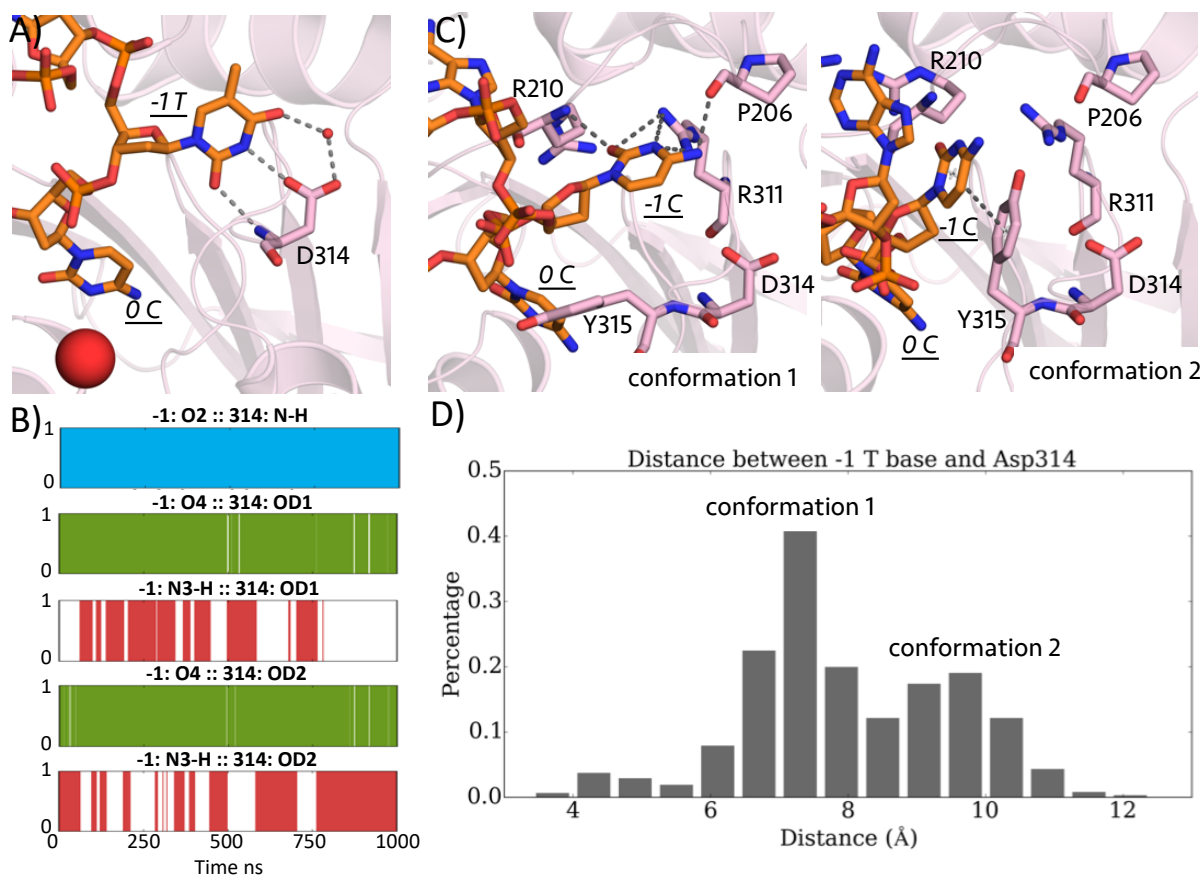 A)
-1T
D314
0 C
B)
-1: O2 :: 314: N-H
1
0
-1: O4 :: 314: OD1
1
0
-1: N3-H :: 314: OD1
1
0
-1: O4 :: 314: OD2
1
0
-1: N3-H :: 314: OD2
1
0
0 250 500 750 1000
Time ns
C)
R210
P206
R311
-1 C
0 C
D314
Y315
conformation 1
R210
P206
R311
-1 C
D314
Y315
0 C
conformation 2
D)
Distance between -1 T base and Asp314
0.5
0.4
0.3
0.2
0.1
0.0
Percentage
conformation 1
conformation 2
4 6 8 10 12
Distance (Å)